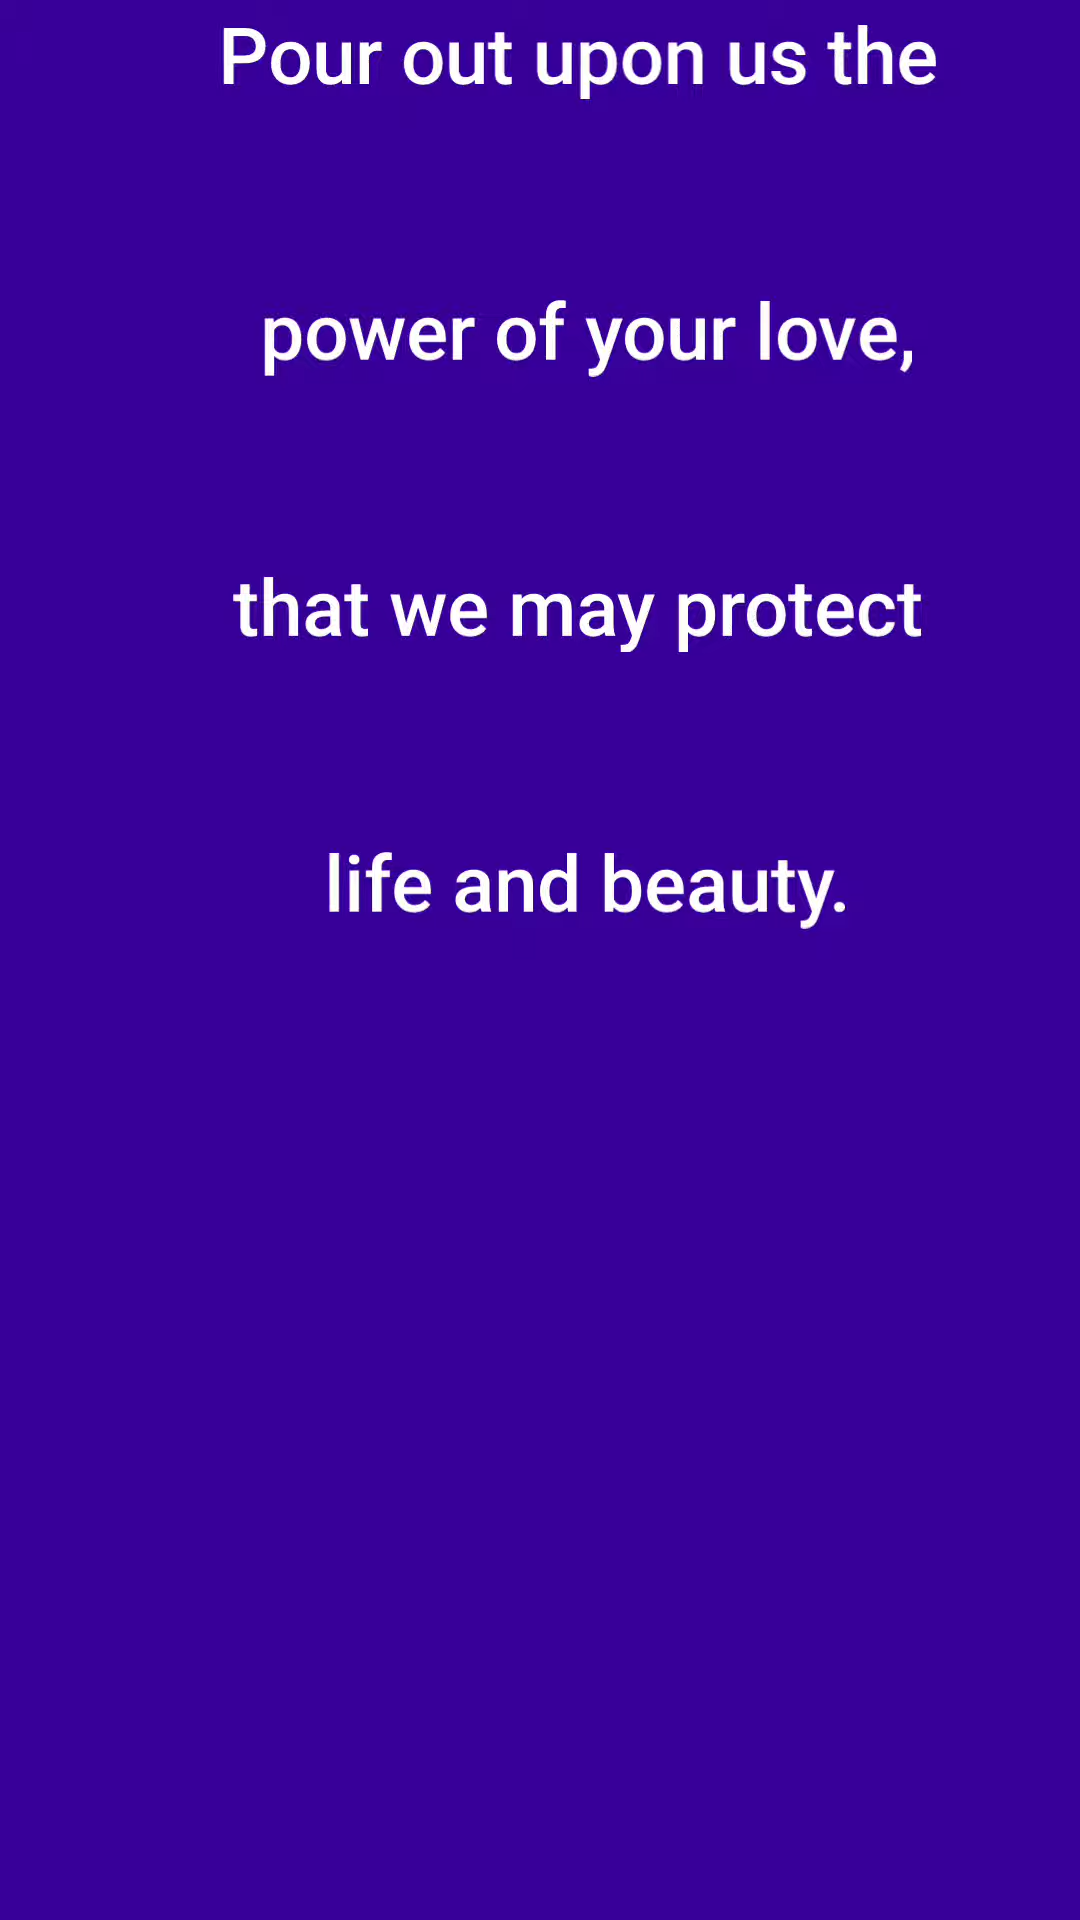 Pour out upon us the
power of your love,
that we may protect
life and beauty.